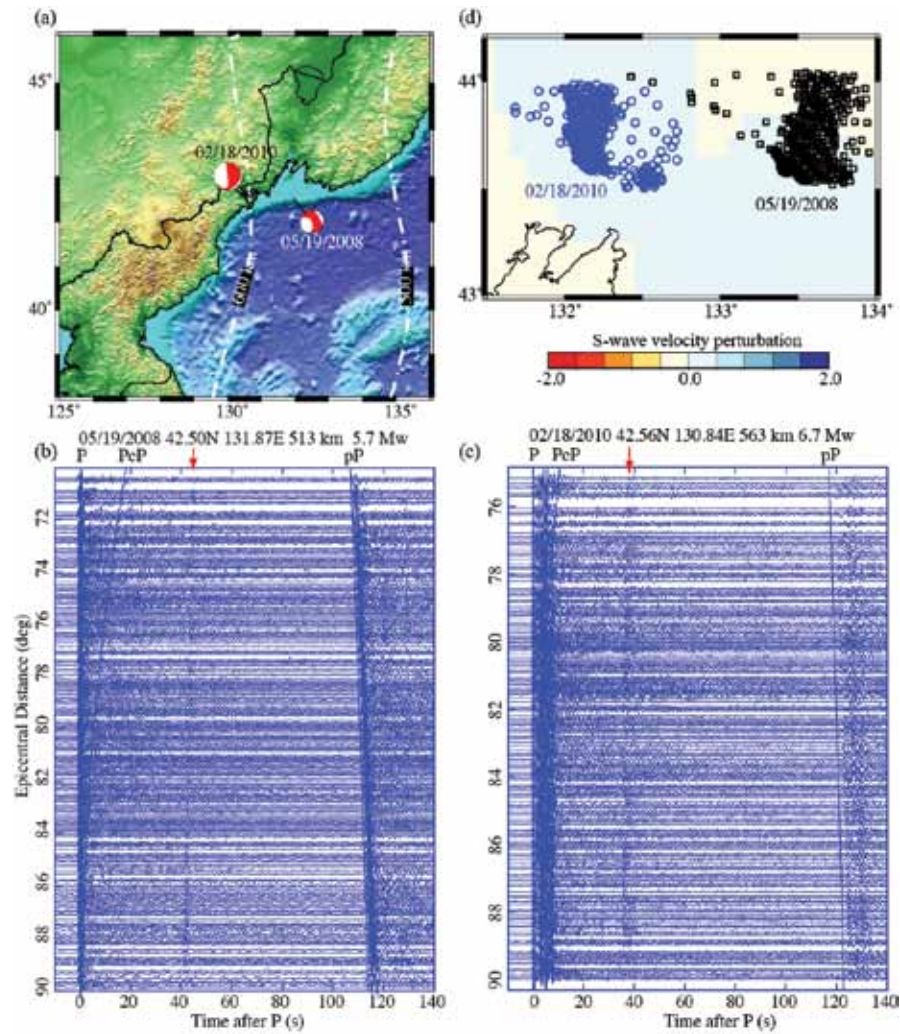 (a)
45°
40°
125°
130°
135°
02/18/2010
05/19/2008
600 k
500 k
(d)
44°
43°
132°
133°
134°
02/18/2010
05/19/2008
S-wave velocity perturbation
-2.0
0.0
2.0
(b)
05/19/2008 42.50N 131.87E 513 km 5.7 Mw
P
PcP
pP
Epicentral Distance (deg)
72
74
76
78
80
82
84
86
88
90
0 20 40 60 80 100 120 140
Time after P (s)
(c)
02/18/2010 42.56N 130.84E 563 km 6.7 Mw
P
PcP
pP
76
78
80
82
84
86
88
90
0 20 40 60 80 100 120 140
Time after P (s)